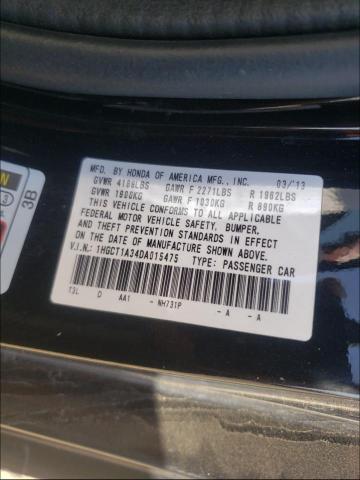 MFD. BY HONDA OF AMERICA MFG., INC. 03/'13
GVWR 4188LBS GAWR F 2271LBS R 1962LBS
GVWR 1900KG GAWR F 1030KG R 890KG
THIS VEHICLE CONFORMS TO ALL APPLICABLE
FEDERAL MOTOR VEHICLE SAFETY, BUMPER,
AND THEFT PREVENTION STANDARDS IN EFFECT
ON THE DATE OF MANUFACTURE SHOWN ABOVE.
V.I.N.: 1HGCT1A34DA015475 TYPE: PASSENGER CAR
T3L D AA1 - NH731P - A - A
3B